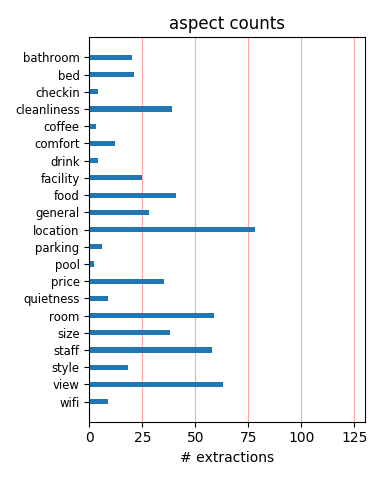 aspect counts
bathroom
bed
checkin
cleanliness
coffee
comfort
drink
facility
food
general
location
parking
pool
price
quietness
room
size
staff
style
view
wifi
0 25 50 75 100 125
# extractions